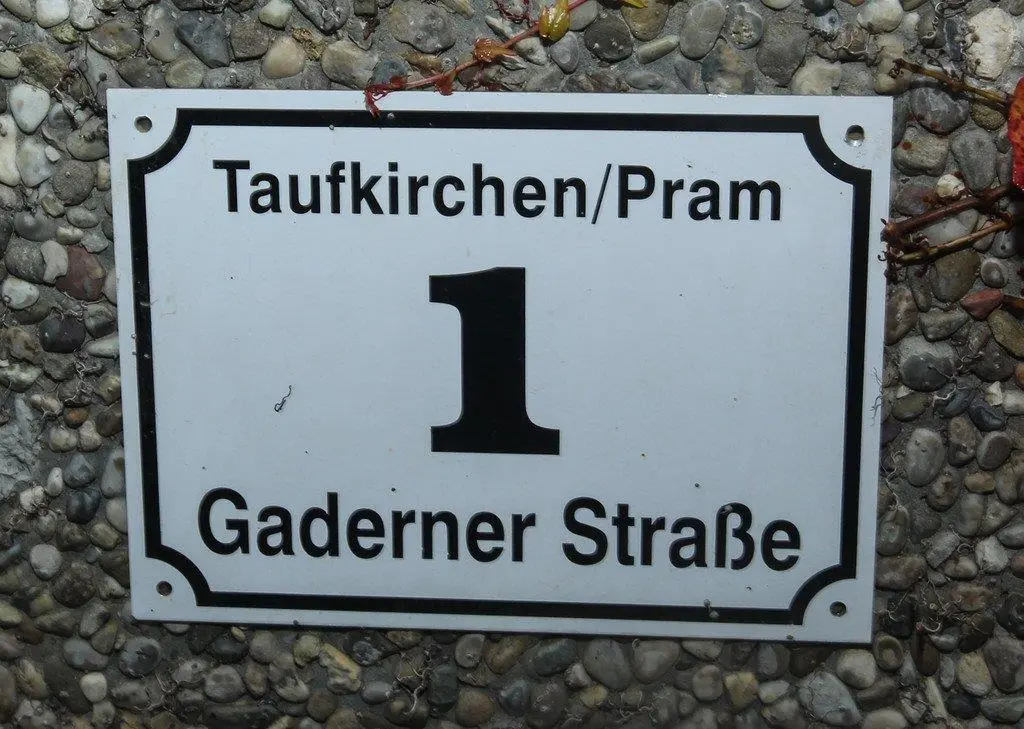 Taufkirchen/Pram
1
Gaderner Straße